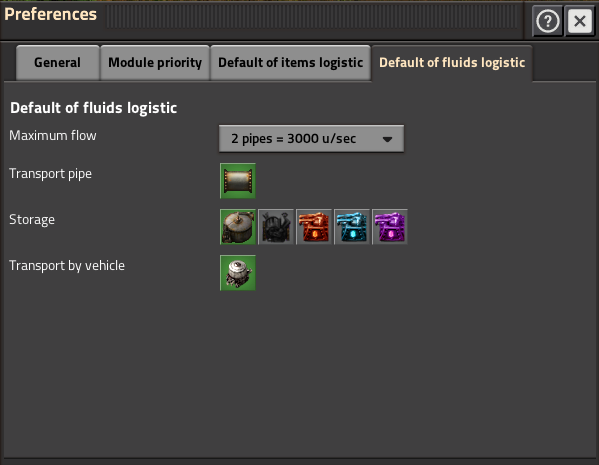 Preferences
General
Module priority
Default of items logistic
Default of fluids logistic
Default of fluids logistic
Maximum flow
2 pipes = 3000 u/sec
Transport pipe
Storage
Transport by vehicle